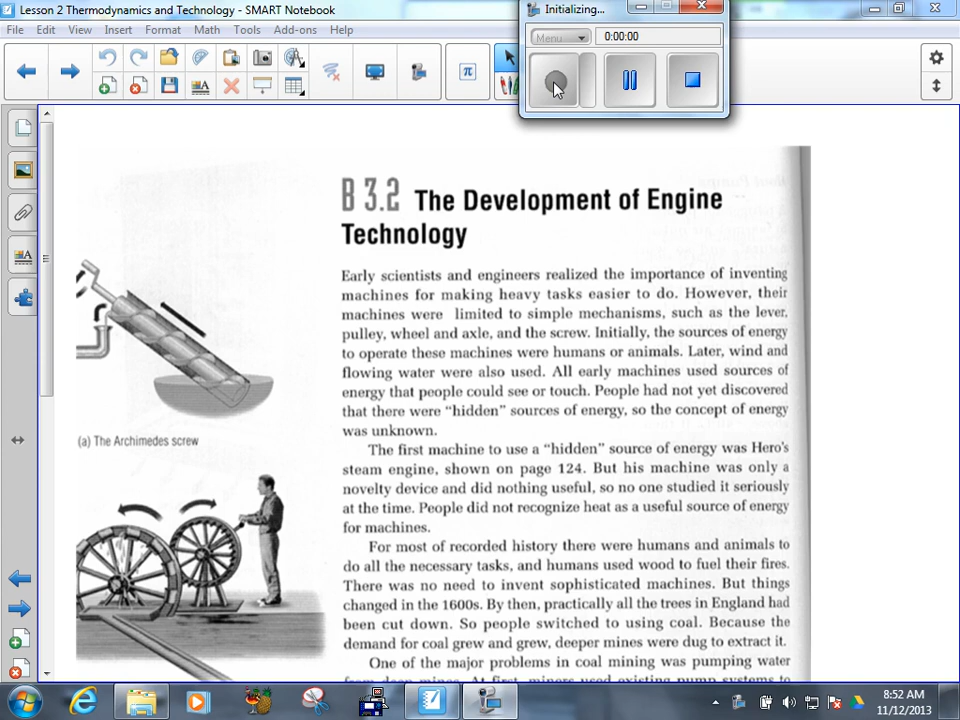 Lesson 2 Thermodynamics and Technology - SMART Notebook
Initializing...
File Edit View Insert Format Math Tools Add-ons Help
Menu 0:00:00
B 3.2 The Development of Engine
Technology
Early scientists and engineers realized the importance of inventing
machines for making heavy tasks easier to do. However, their
machines were limited to simple mechanisms, such as the lever,
pulley, wheel and axle, and the screw. Initially, the sources of energy
to operate these machines were humans or animals. Later, wind and
flowing water were also used. All early machines used sources of
energy that people could see or touch. People had not yet discovered
that there were “hidden” sources of energy, so the concept of energy
was unknown.
(a) The Archimedes screw
The first machine to use a “hidden” source of energy was Hero's
steam engine, shown on page 124. But his machine was only a
novelty device and did nothing useful, so no one studied it seriously
at the time. People did not recognize heat as a useful source of energy
for machines.
For most of recorded history there were humans and animals to
do all the necessary tasks, and humans used wood to fuel their fires.
There was no need to invent sophisticated machines. But things
changed in the 1600s. By then, practically all the trees in England had
been cut down. So people switched to using coal. Because the
demand for coal grew and grew, deeper mines were dug to extract it.
One of the major problems in coal mining was pumping water
from deep mines. At first, miners used existing pump systems to
8:52 AM
11/12/2013